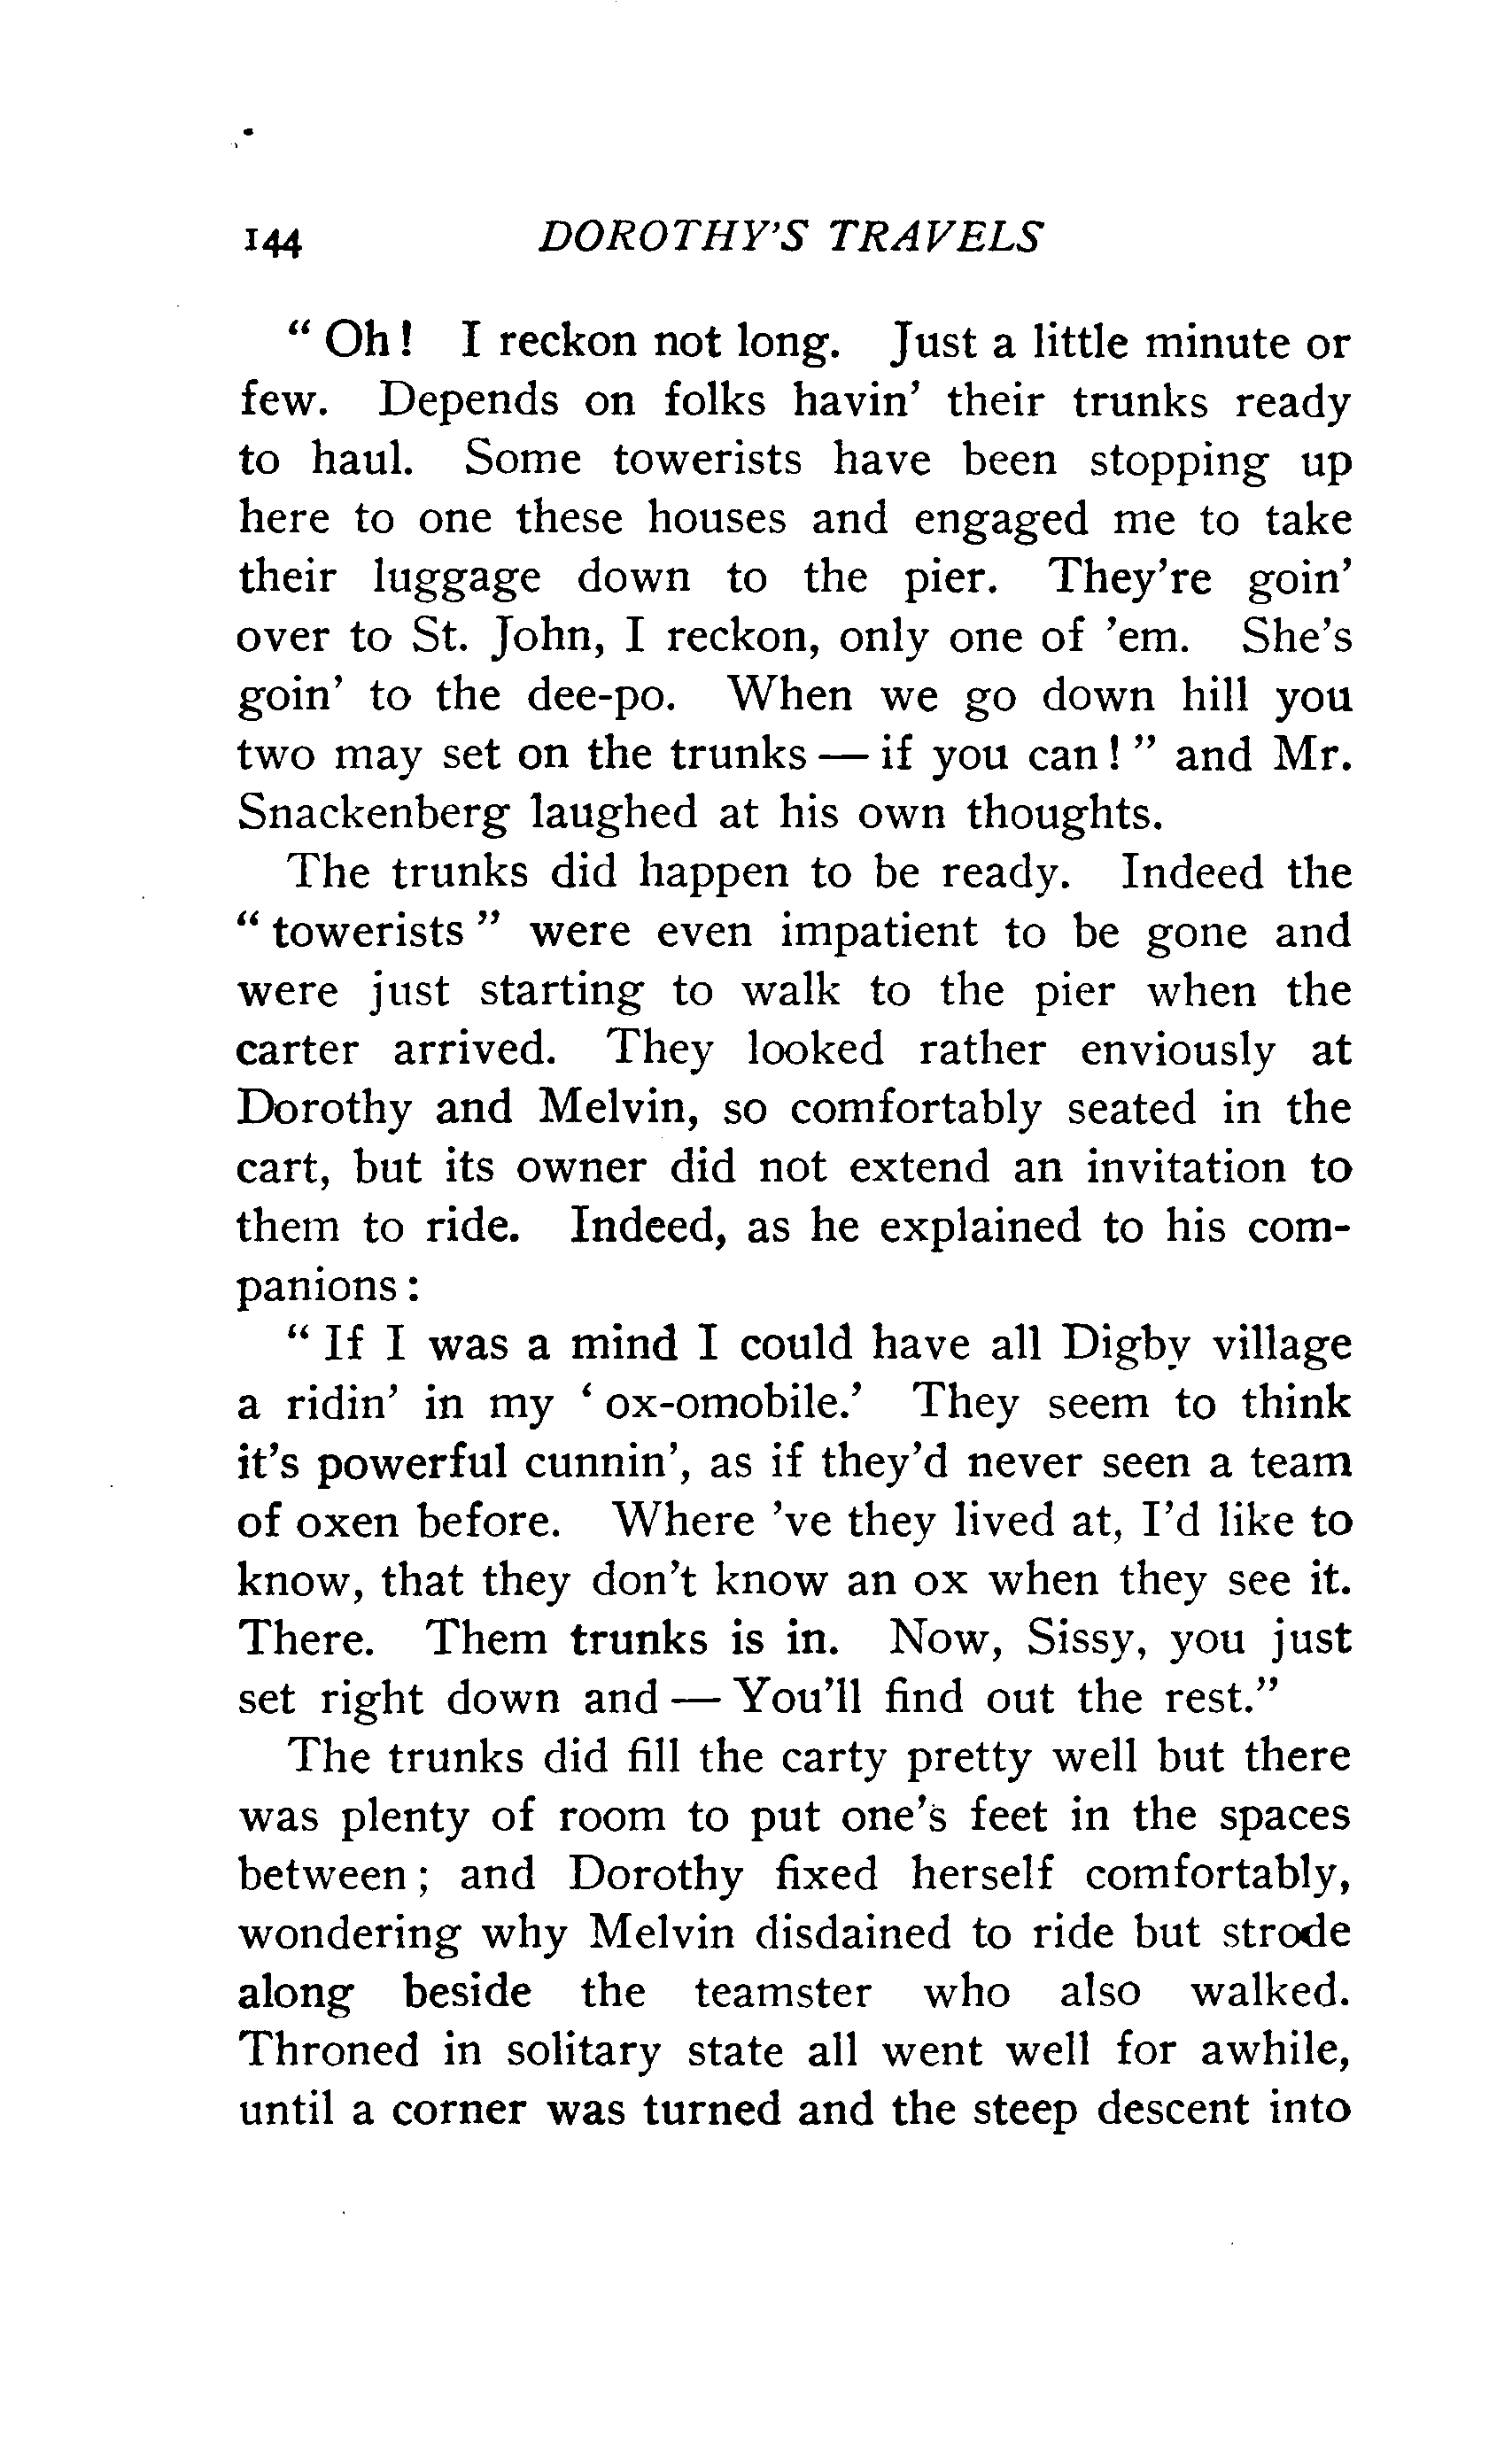 144 DOROTHY'S TRAVELS
" Oh! I reckon not long. Just a little minute or
few. Depends on folks havin' their trunks ready
to haul. Some towerists have been stopping up
here to one these houses and engaged me to take
their luggage down to the pier. They're goin'
over to St. John, I reckon, only one of 'em. She's
goin' to the dee-po. When we go down hill you
two may set on the trunks — if you can! " and Mr.
Snackenberg laughed at his own thoughts.
The trunks did happen to be ready. Indeed the
" towerists " were even impatient to be gone and
were just starting to walk to the pier when the
carter arrived. They looked rather enviously at
Dorothy and Melvin, so comfortably seated in the
cart, but its owner did not extend an invitation to
them to ride. Indeed, as he explained to his com-
panions:
" If I was a mind I could have all Digby village
a ridin' in my ' ox-omobile.' They seem to think
it's powerful cunnin', as if they'd never seen a team
of oxen before. Where 've they lived at, I'd like to
know, that they don't know an ox when they see it.
There. Them trunks is in. Now, Sissy, you just
set right down and — You'll find out the rest."
The trunks did fill the carty pretty well but there
was plenty of room to put one's feet in the spaces
between; and Dorothy fixed herself comfortably,
wondering why Melvin disdained to ride but strode
along beside the teamster who also walked.
Throned in solitary state all went well for awhile,
until a corner was turned and the steep descent into